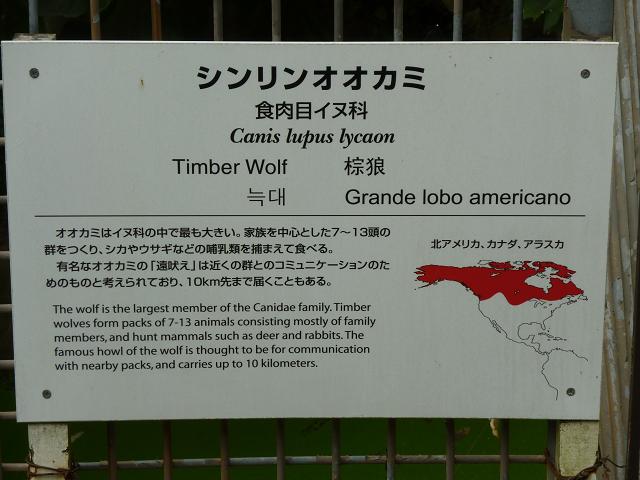 シンリンオオカミ
食肉目イヌ科
Canis lupus lycaon
Timber Wolf 棕狼
늑대 Grande lobo americano
オオカミはイヌ科の中で最も大きい。家族を中心とした7〜13頭の
群をつくり、シカやウサギなどの哺乳類を捕まえて食べる。
有名なオオカミの「遠吠え」は近くの群とのコミュニケーションのた
めのものと考えられており、10km先まで届くこともある。
北アメリカ、カナダ、アラスカ
The wolf is the largest member of the Canidae family. Timber
wolves form packs of 7-13 animals consisting mostly of family
members, and hunt mammals such as deer and rabbits. The
famous howl of the wolf is thought to be for communication
with nearby packs, and carries up to 10 kilometers.